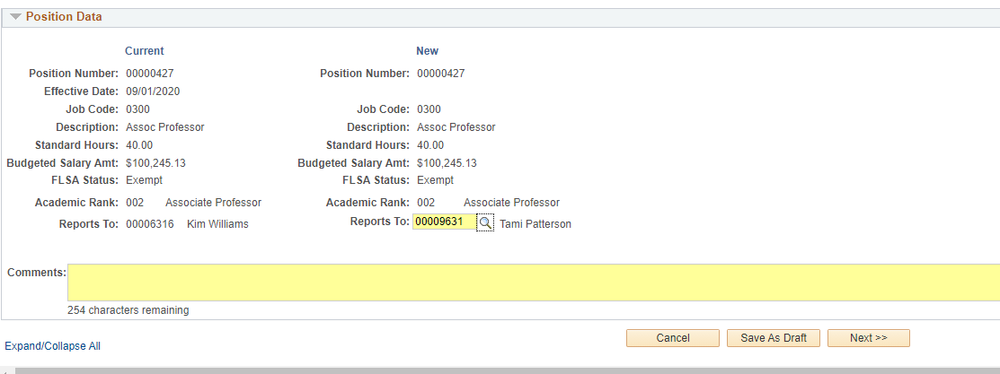 Position Data
Current New
Position Number: 00000427 Position Number: 00000427
Effective Date: 09/01/2020
Job Code: 0300 Job Code: 0300
Description: Assoc Professor Description: Assoc Professor
Standard Hours: 40.00 Standard Hours: 40.00
Budgeted Salary Amt: $100,245.13 Budgeted Salary Amt: $100,245.13
FLSA Status: Exempt FLSA Status: Exempt
Academic Rank: 002 Associate Professor Academic Rank: 002 Associate Professor
Reports To: 00006316 Kim Williams Reports To: 00009631 Tami Patterson
Comments:
254 characters remaining
Cancel Save As Draft Next >>
Expand/Collapse All